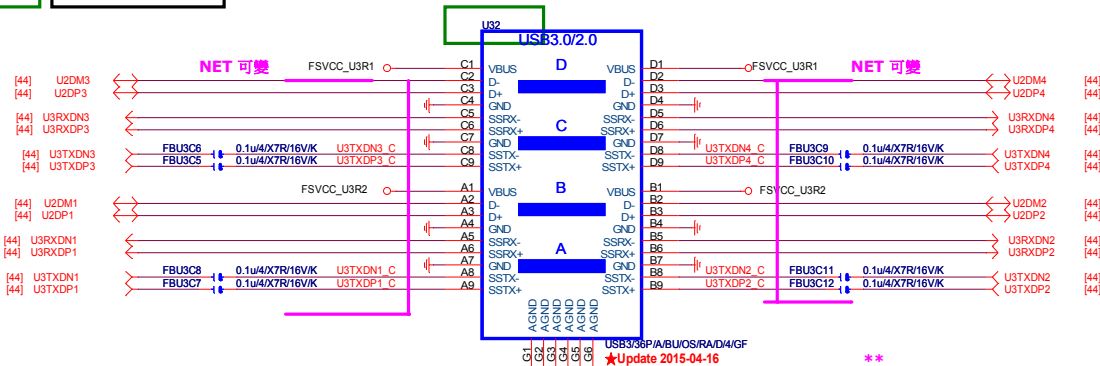 U32
USB3.0/2.0
NET 可變 FSVCC_U3R1 C1 VBUS D VBUS D1 FSVCC_U3R1 NET 可變
[44] U2DM3 C2 D- D- D2 U2DM4 [44]
[44] U2DP3 C3 D+ D+ D3 U2DP4 [44]
C4 GND GND D4
[44] U3RXDN3 C5 SSRX- SSRX- D5 U3RXDN4 [44]
[44] U3RXDP3 C6 SSRX+ C SSRX+ D6 U3RXDP4 [44]
C7 GND GND D7
[44] U3TXDN3 FBU3C6 0.1u/4/X7R/16V/K U3TXDN3_C C8 SSTX- SSTX- D8 U3TXDN4_C FBU3C9 0.1u/4/X7R/16V/K U3TXDN4 [44]
[44] U3TXDP3 FBU3C5 0.1u/4/X7R/16V/K U3TXDP3_C C9 SSTX+ SSTX+ D9 U3TXDP4_C FBU3C10 0.1u/4/X7R/16V/K U3TXDP4 [44]
FSVCC_U3R2 A1 VBUS B VBUS B1 FSVCC_U3R2
[44] U2DM1 A2 D- D- B2 U2DM2 [44]
[44] U2DP1 A3 D+ D+ B3 U2DP2 [44]
A4 GND GND B4
[44] U3RXDN1 A5 SSRX- SSRX- B5 U3RXDN2 [44]
[44] U3RXDP1 A6 SSRX+ A SSRX+ B6 U3RXDP2 [44]
A7 GND GND B7
[44] U3TXDN1 FBU3C8 0.1u/4/X7R/16V/K U3TXDN1_C A8 SSTX- SSTX- B8 U3TXDN2_C FBU3C11 0.1u/4/X7R/16V/K U3TXDN2 [44]
[44] U3TXDP1 FBU3C7 0.1u/4/X7R/16V/K U3TXDP1_C A9 SSTX+ SSTX+ B9 U3TXDP2_C FBU3C12 0.1u/4/X7R/16V/K U3TXDP2 [44]
AGND AGND AGND AGND AGND AGND
G1 G2 G3 G4 G5 G6
USB3/36P/A/BU/OS/RA/D/4/GF
★Update 2015-04-16 **